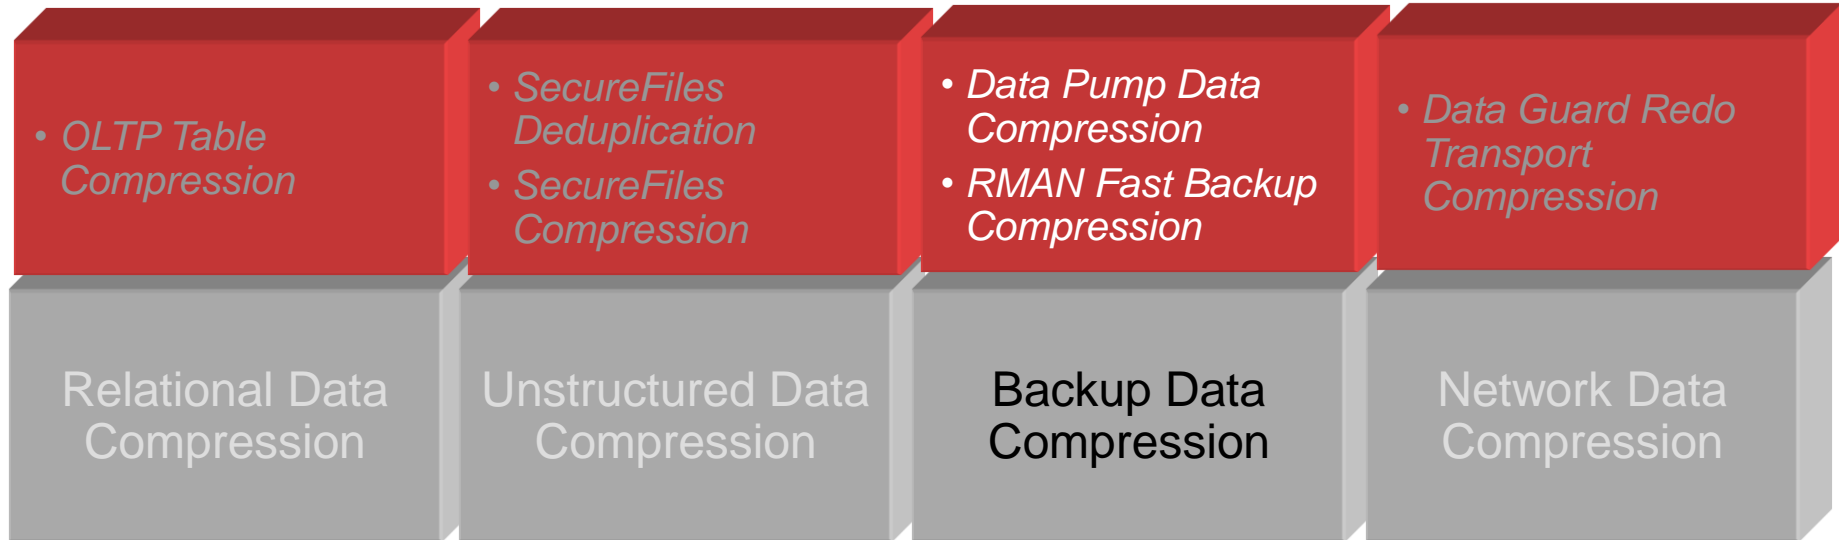 • OLTP Table
Compression
• SecureFiles
Deduplication
• SecureFiles
Compression
• Data Pump Data
Compression
• RMAN Fast Backup
Compression
• Data Guard Redo
Transport
Compression
Relational Data
Compression
Unstructured Data
Compression
Backup Data
Compression
Network Data
Compression